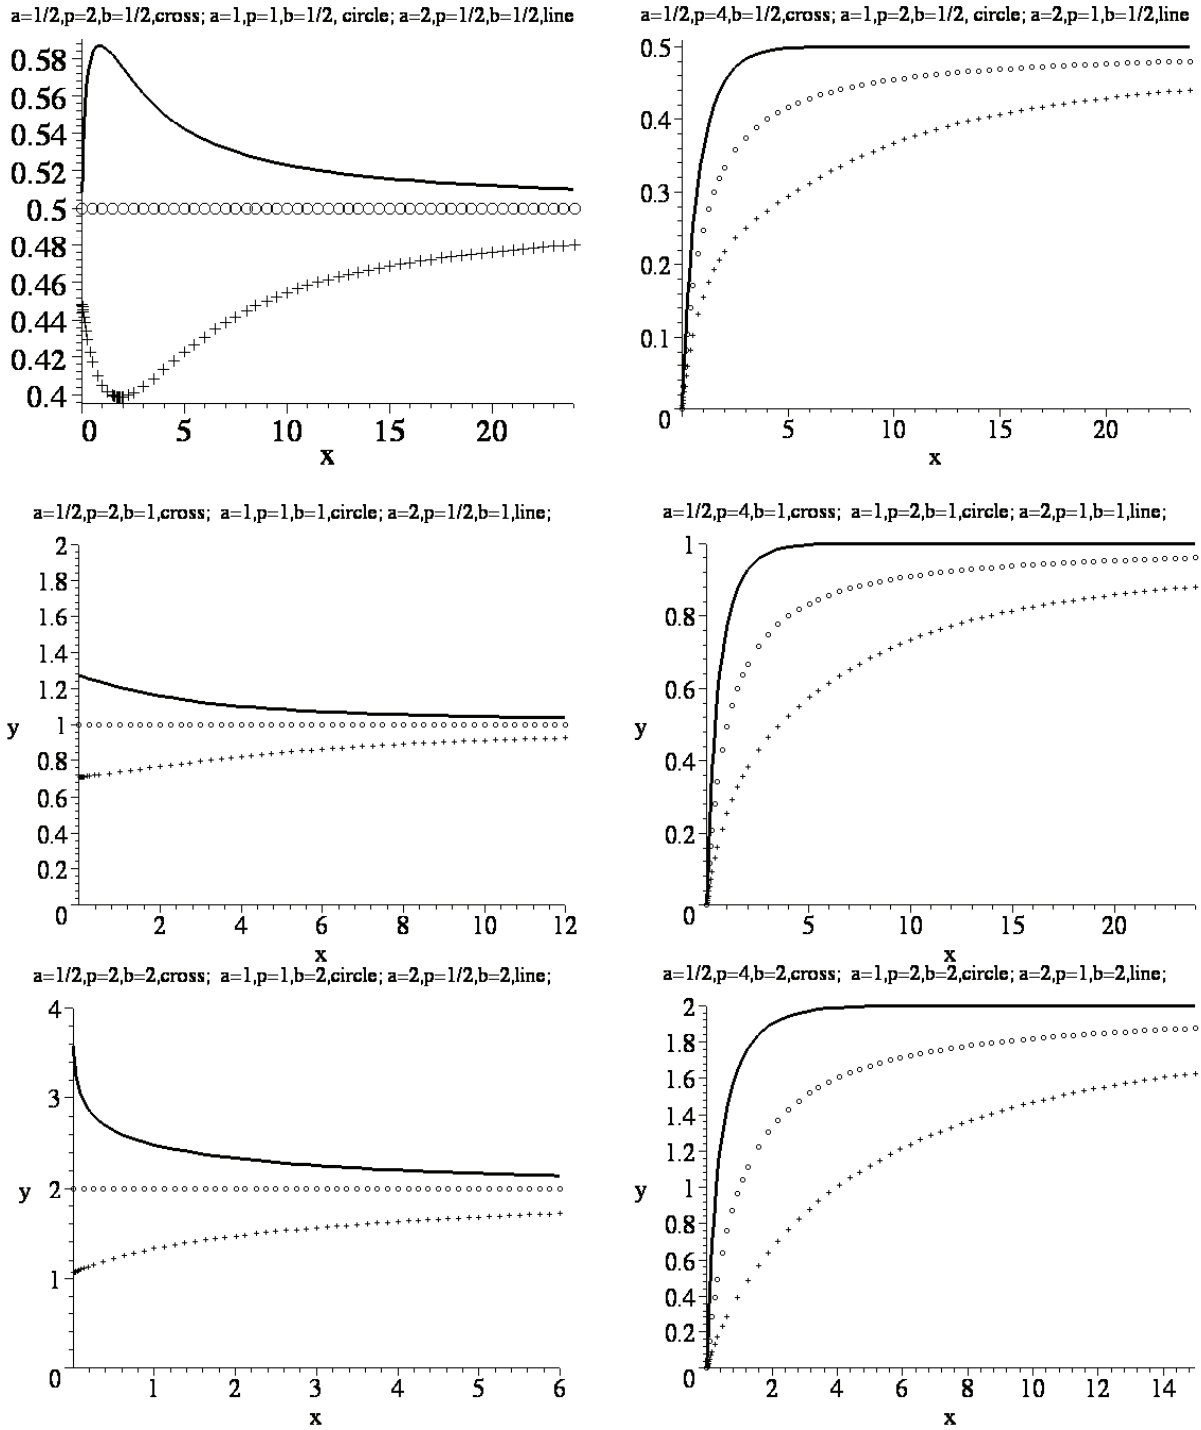 a=1/2,p=2,b=1/2,cross; a=1,p=1,b=1/2, circle; a=2,p=1/2,b=1/2,line
0.58
0.56
0.54
0.52
0.5
0.48
0.46
0.44
0.42
0.4
0 5 10 15 20
x
a=1/2,p=4,b=1/2,cross; a=1,p=2,b=1/2, circle; a=2,p=1,b=1/2,line
0.5
0.4
0.3
0.2
0.1
0
5 10 15 20
x
a=1/2,p=2,b=1,cross; a=1,p=1,b=1,circle; a=2,p=1/2,b=1,line;
2
1.8
1.6
1.4
1.2
1
y
0.8
0.6
0.4
0.2
0
2 4 6 8 10 12
x
a=1/2,p=4,b=1,cross; a=1,p=2,b=1,circle; a=2,p=1,b=1,line;
1
0.8
0.6
0.4
0.2
0
5 10 15 20
x
a=1/2,p=2,b=2,cross; a=1,p=1,b=2,circle; a=2,p=1/2,b=2,line;
4
3
2
y
1
0
1 2 3 4 5 6
x
a=1/2,p=4,b=2,cross; a=1,p=2,b=2,circle; a=2,p=1,b=2,line;
2
1.8
1.6
1.4
1.2
1
y
0.8
0.6
0.4
0.2
0
2 4 6 8 10 12 14
x